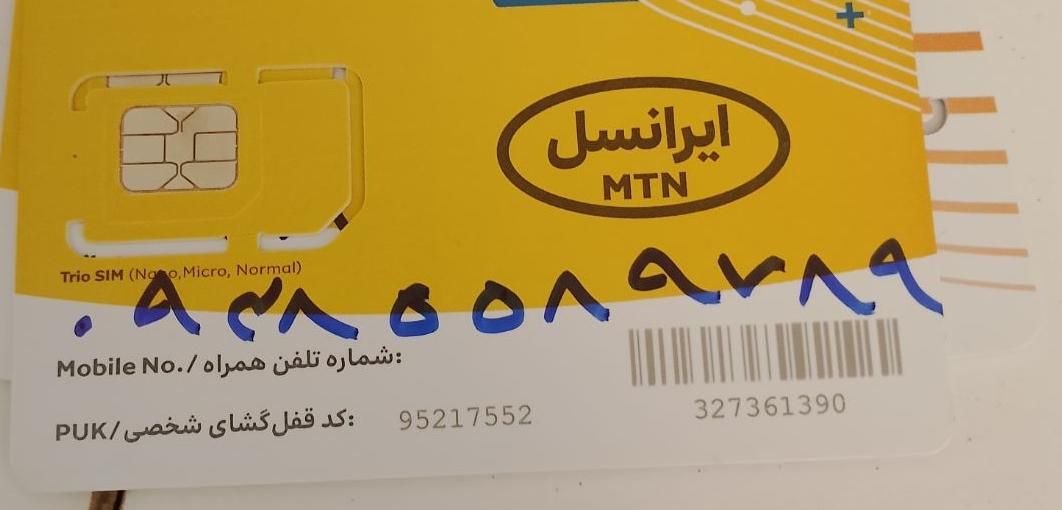 ایرانسل
MTN
Trio SIM (Nano,Micro, Normal)
۰۹۳۸۵۵۸۹۷۸۹
Mobile No./ شماره تلفن همراه:
PUK/کد قفل‌گشای شخصی: 95217552
327361390